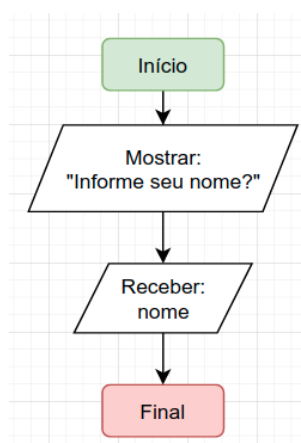 Início
Mostrar:
"Informe seu nome?"
Receber:
nome
Final